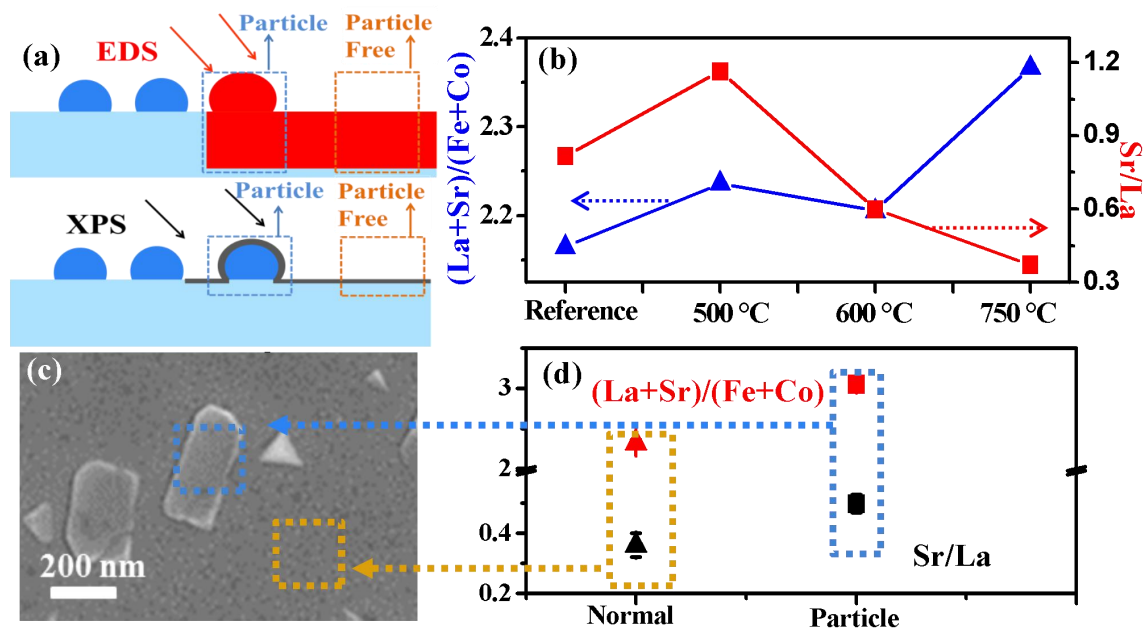 (a)
EDS
Particle
Particle
Free
XPS
Particle
Particle
Free
(b)
(La+Sr)/(Fe+Co)
2.4
2.3
2.2
Sr/La
1.2
0.9
0.6
0.3
Reference
500 °C
600 °C
750 °C
(c)
200 nm
(d)
(La+Sr)/(Fe+Co)
3
2
0.4
0.2
Sr/La
Normal
Particle